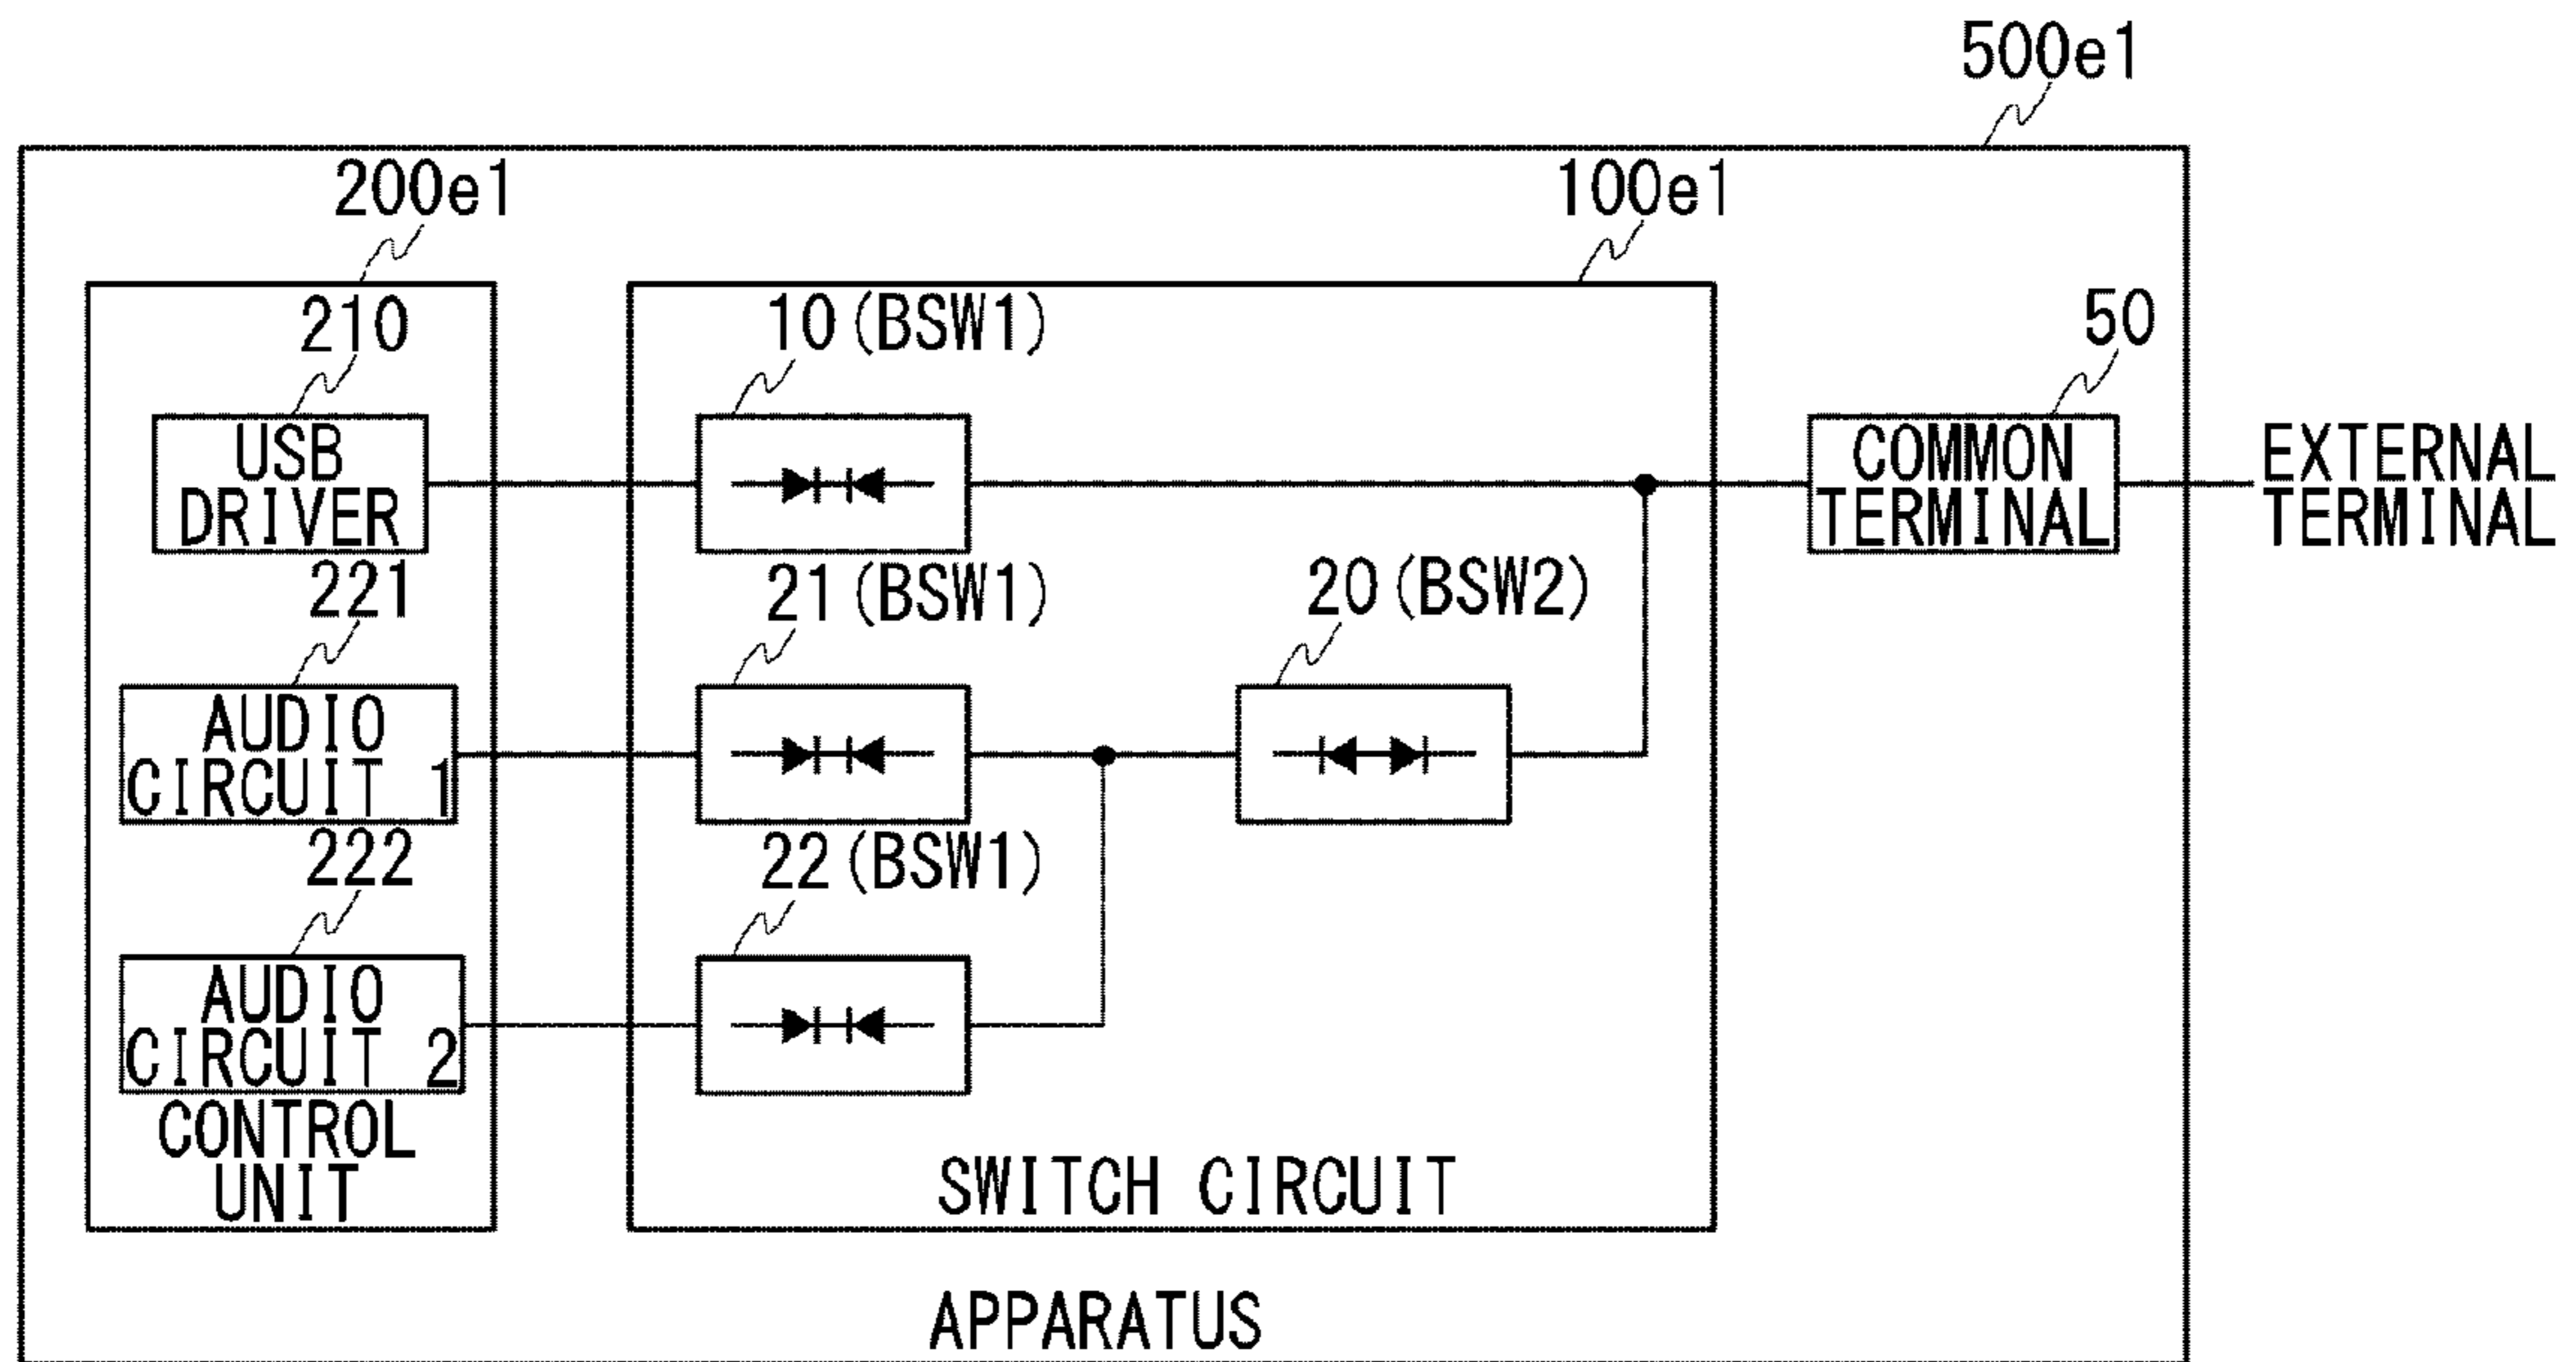 500e1
200e1
100e1
210
10(BSW1)
50
USB
DRIVER
COMMON
TERMINAL
EXTERNAL
TERMINAL
221
21(BSW1)
20(BSW2)
AUDIO
CIRCUIT 1
222
22(BSW1)
AUDIO
CIRCUIT 2
CONTROL
UNIT
SWITCH CIRCUIT
APPARATUS